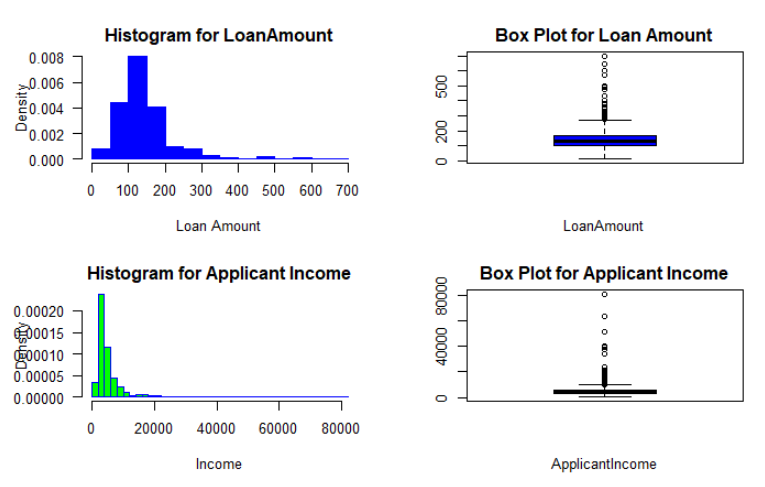 Histogram for LoanAmount
Density
0.008
0.006
0.004
0.002
0.000
0 100 200 300 400 500 600 700
Loan Amount
Box Plot for Loan Amount
500
200
0
LoanAmount
Histogram for Applicant Income
Density
0.00020
0.00015
0.00010
0.00005
0.00000
0 20000 40000 60000 80000
Income
Box Plot for Applicant Income
80000
40000
0
ApplicantIncome